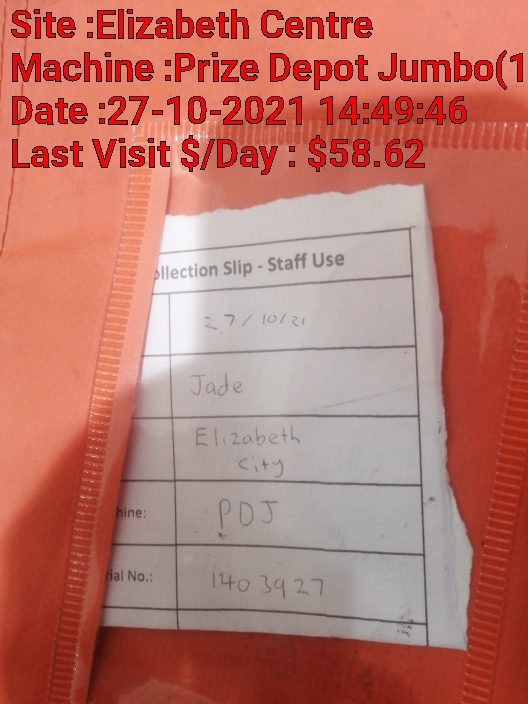 Site :Elizabeth Centre
Machine :Prize Depot Jumbo(1
Date :27-10-2021 14:49:46
Last Visit $/Day : $58.62
ollection Slip - Staff Use
27/10/21
Jade
Elizabeth
City
hine: PDJ
rial No.: 1403927